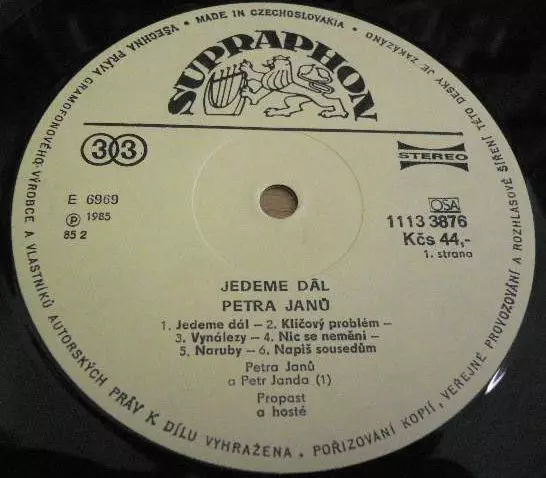 VŠECHNA PRÁVA GRAMOFONOVÉHO VÝROBCE A VLASTNÍKŮ AUTORSKÝCH PRÁV K DÍLU VYHRAŽENA. POŘIZOVÁNÍ KOPIÍ, VEŘEJNÉ PROVOZOVÁNÍ A ROZHLASOVÉ ŠÍŘENÍ TÉTO DESKY JE ZAKÁZÁNO • MADE IN CZECHOSLOVAKIA •
SUPRAPHON
33
STEREO
E 6969
Ⓟ 1985
85 2
OSA
1113 3876
Kčs 44,-
1. strana
JEDEME DÁL
PETRA JANŮ
1. Jedeme dál – 2. Klíčový problém –
3. Vynálezy – 4. Nic se nemění –
5. Naruby – 6. Napiš sousedům
Petra Janů
a Petr Janda (1)
Propast
a hosté